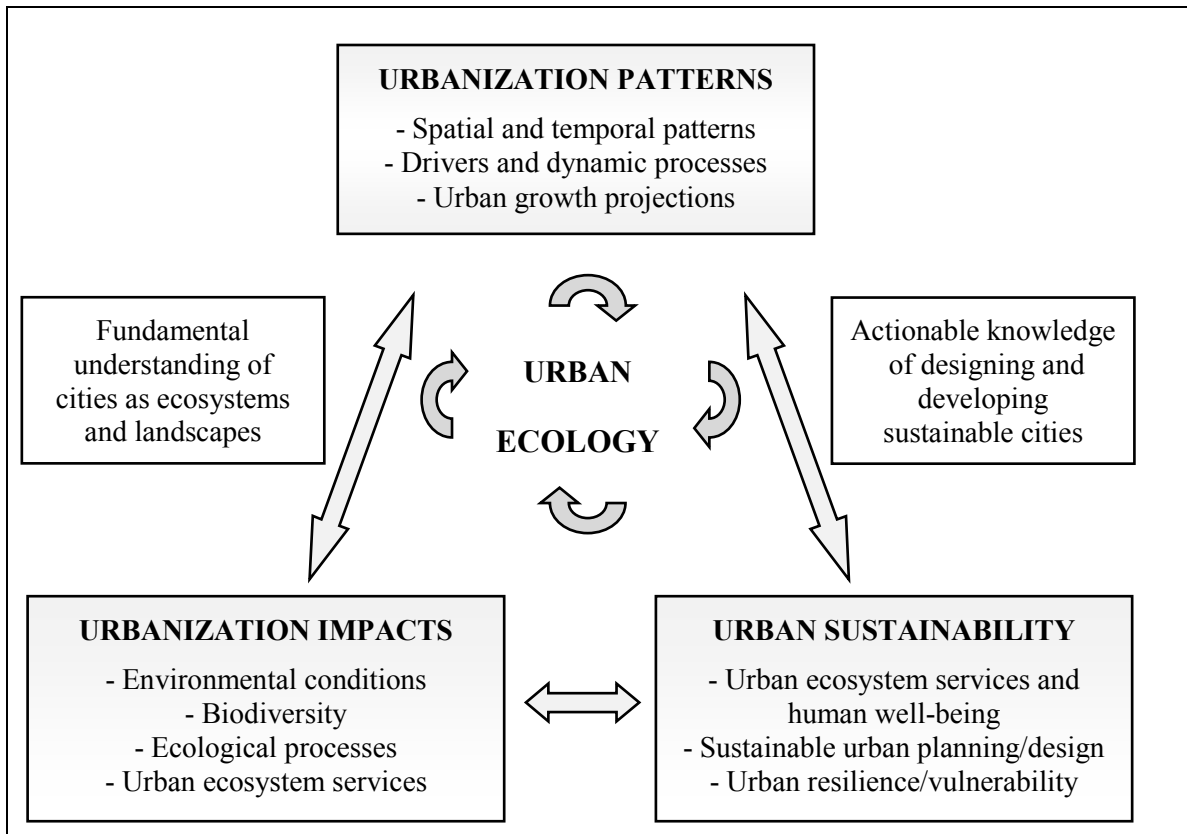 URBANIZATION PATTERNS
- Spatial and temporal patterns
- Drivers and dynamic processes
- Urban growth projections
Fundamental
understanding of
cities as ecosystems
and landscapes
URBAN
ECOLOGY
Actionable knowledge
of designing and
developing
sustainable cities
URBANIZATION IMPACTS
- Environmental conditions
- Biodiversity
- Ecological processes
- Urban ecosystem services
URBAN SUSTAINABILITY
- Urban ecosystem services and
human well-being
- Sustainable urban planning/design
- Urban resilience/vulnerability